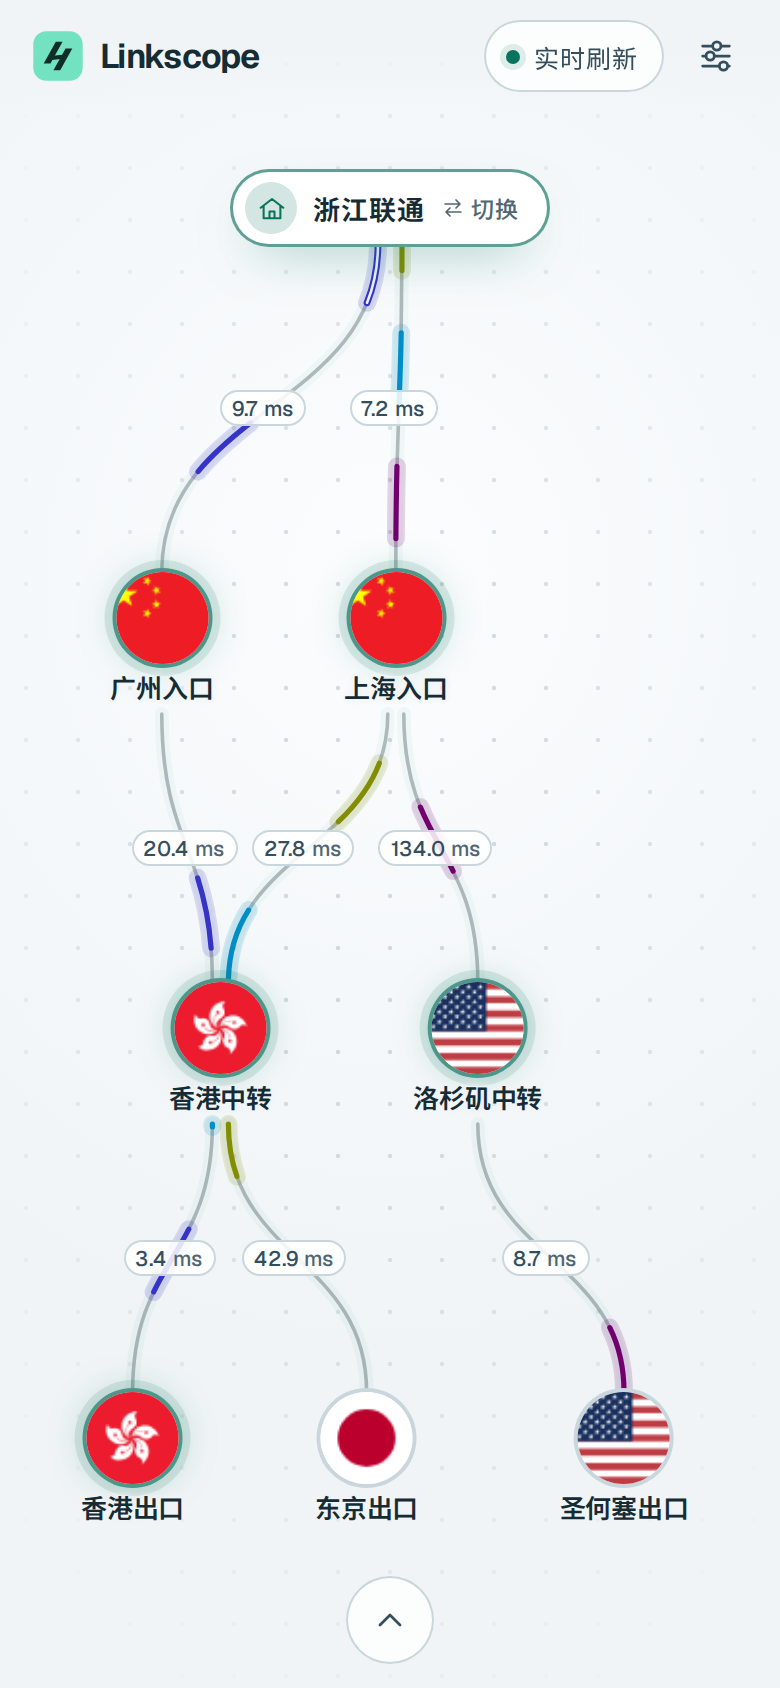 Linkscope
实时刷新
浙江联通 切换
9.7 ms
7.2 ms
广州入口
上海入口
20.4 ms
27.8 ms
134.0 ms
香港中转
洛杉矶中转
3.4 ms
42.9 ms
8.7 ms
香港出口
东京出口
圣何塞出口